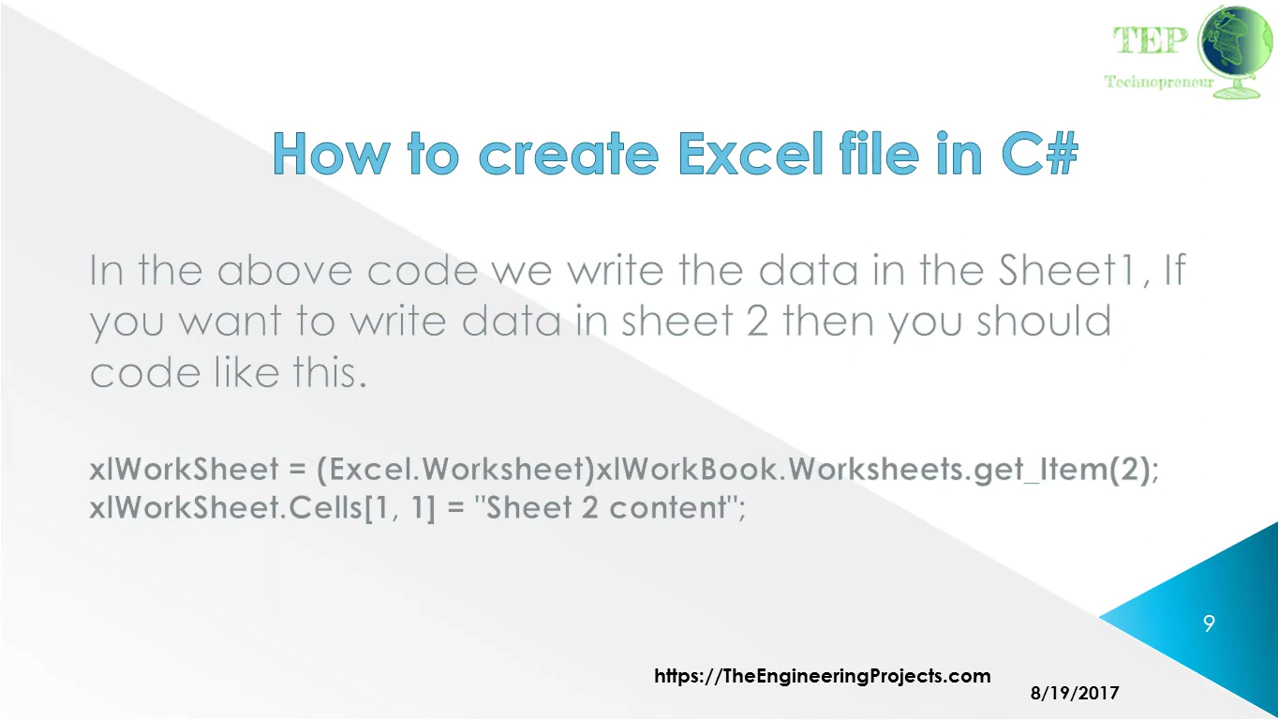 TEP
Technopreneur
How to create Excel file in C#
In the above code we write the data in the Sheet1, If
you want to write data in sheet 2 then you should
code like this.
xlWorkSheet = (Excel.Worksheet)xlWorkBook.Worksheets.get_Item(2);
xlWorkSheet.Cells[1, 1] = "Sheet 2 content";
9
https://TheEngineeringProjects.com
8/19/2017